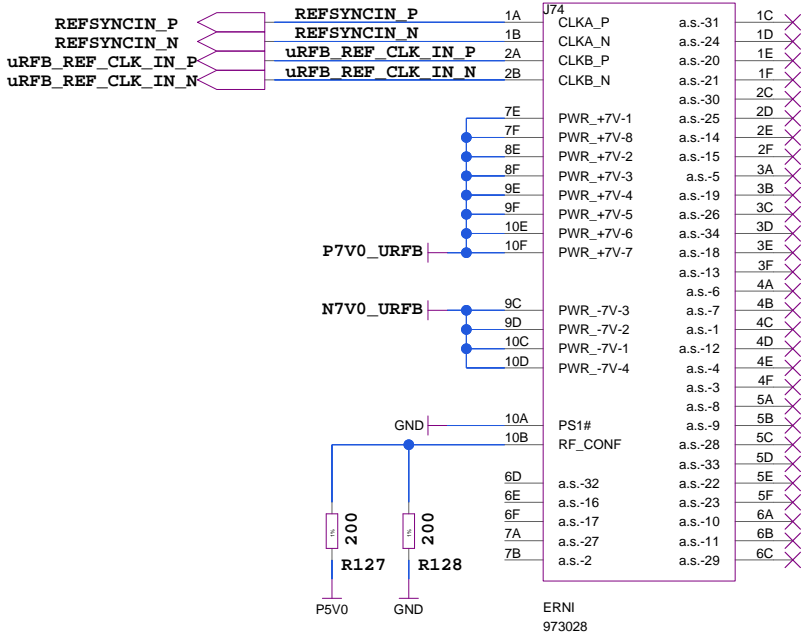 J74
REFSYNCIN_P REFSYNCIN_P 1A CLKA_P a.s.-31 1C
REFSYNCIN_N REFSYNCIN_N 1B CLKA_N a.s.-24 1D
uRFB_REF_CLK_IN_P uRFB_REF_CLK_IN_P 2A CLKB_P a.s.-20 1E
uRFB_REF_CLK_IN_N uRFB_REF_CLK_IN_N 2B CLKB_N a.s.-21 1F
a.s.-30 2C
7E PWR_+7V-1 a.s.-25 2D
7F PWR_+7V-8 a.s.-14 2E
8E PWR_+7V-2 a.s.-15 2F
8F PWR_+7V-3 a.s.-5 3A
9E PWR_+7V-4 a.s.-19 3B
9F PWR_+7V-5 a.s.-26 3C
10E PWR_+7V-6 a.s.-34 3D
P7V0_URFB 10F PWR_+7V-7 a.s.-18 3E
a.s.-13 3F
a.s.-6 4A
N7V0_URFB 9C PWR_-7V-3 a.s.-7 4B
9D PWR_-7V-2 a.s.-1 4C
10C PWR_-7V-1 a.s.-12 4D
10D PWR_-7V-4 a.s.-4 4E
a.s.-3 4F
a.s.-8 5A
GND 10A PS1# a.s.-9 5B
10B RF_CONF a.s.-28 5C
a.s.-33 5D
6D a.s.-32 a.s.-22 5E
6E a.s.-16 a.s.-23 5F
6F a.s.-17 a.s.-10 6A
7A a.s.-27 a.s.-11 6B
7B a.s.-2 a.s.-29 6C
1% 200 1% 200
R127 R128
P5V0 GND
ERNI
973028